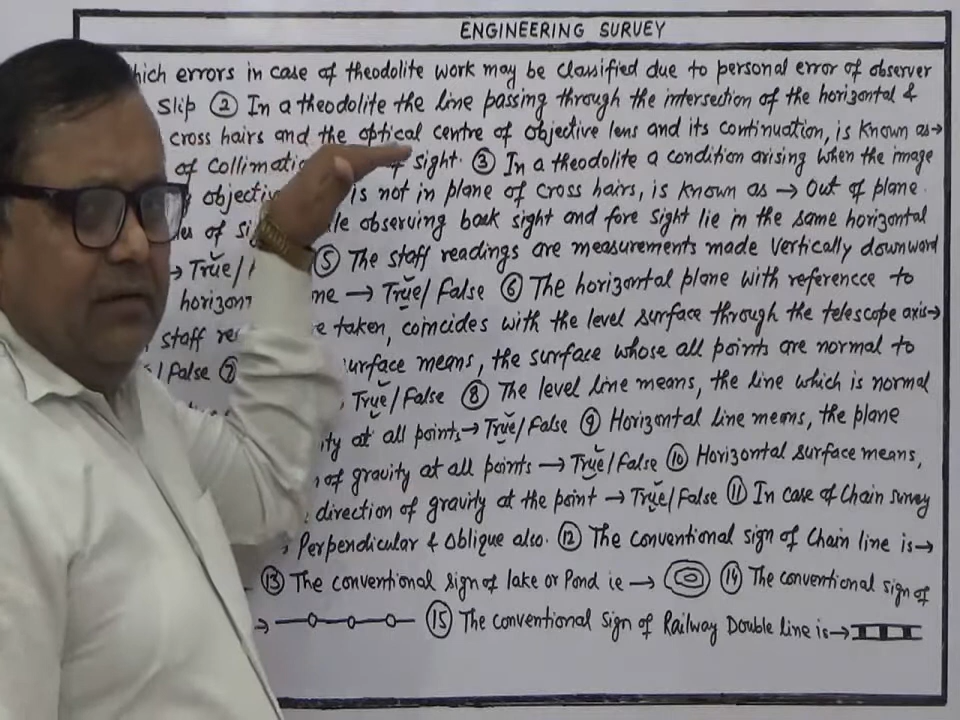 ENGINEERING SURVEY
errors in case of theodolite work may be classified due to personal error of observer
Slip ② In a theodolite the line passing through the intersection of the horizontal &
cross hairs and the optical centre of objective lens and its continuation, is known as→
of Collimatio sight. ③ In a theodolite a condition arising when the image
objectiv is not in plane of cross hairs, is known as → Out of plane.
of si observing back sight and fore sight lie in the same horizontal
→ True/ ⑤ The staff readings are measurements made vertically downward
horizont → True/False ⑥ The horizontal plane with referencce to
staff re taken, coincides with the level surface through the telescope axis→
/False ⑦ urface means, the surface whose all points are normal to
True/False ⑧ The level line means, the line which is normal
ity at all points→True/False ⑨ Horizontal line means, the plane
of gravity at all points → True/False ⑩ Horizontal surface means,
direction of gravity at the point → True/False ⑪ In case of Chain survey
, Perpendicular & Oblique also. ⑫ The conventional sign of Chain line is→
⑬ The conventional sign of lake or Pond ie → ⑭ The conventional sign of
→ ⑮ The conventional sign of Railway Double line is→